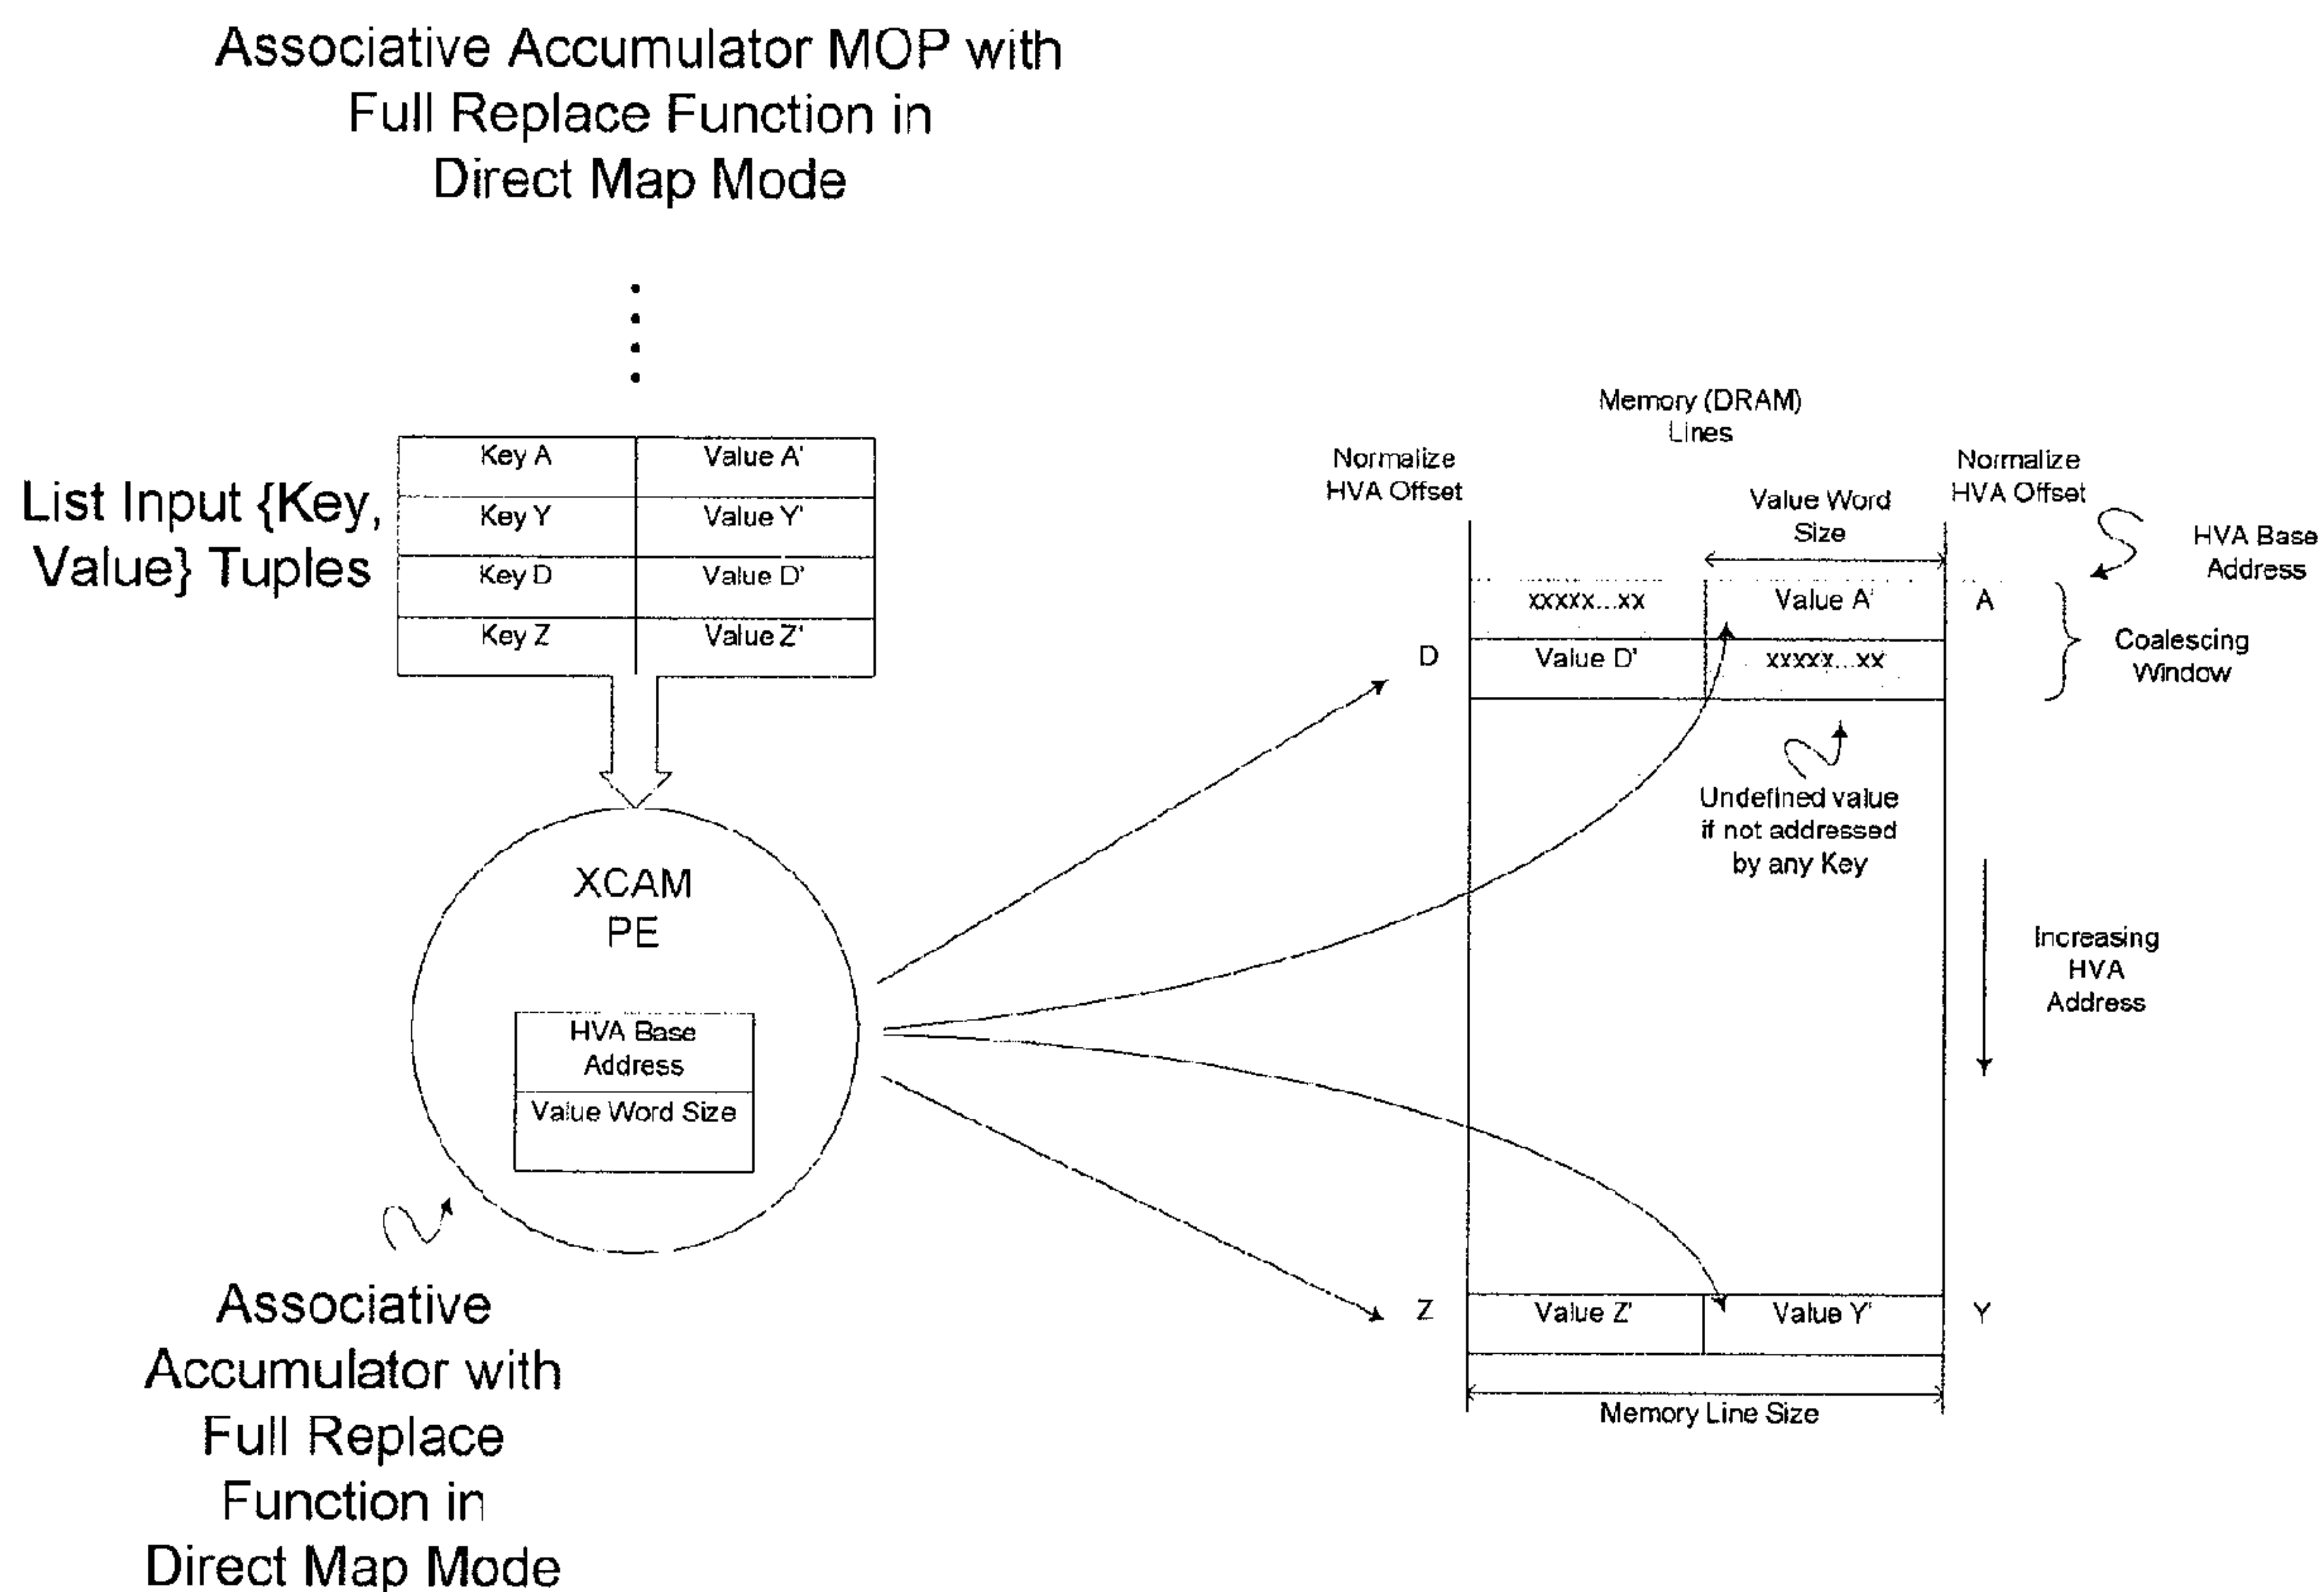 Associative Accumulator MOP with
Full Replace Function in
Direct Map Mode
List Input {Key,
Value} Tuples
Key A
Value A'
Key Y
Value Y'
Key D
Value D'
Key Z
Value Z'
XCAM
PE
HVA Base
Address
Value Word Size
Associative
Accumulator with
Full Replace
Function in
Direct Map Mode
Memory (DRAM)
Lines
Normalize
HVA Offset
Value Word
Size
Normalize
HVA Offset
HVA Base
Address
xxxxx...xx
Value A'
A
D
Value D'
xxxxx...xx
Coalescing
Window
Undefined value
if not addressed
by any Key
Increasing
HVA
Address
Z
Value Z'
Value Y'
Y
Memory Line Size